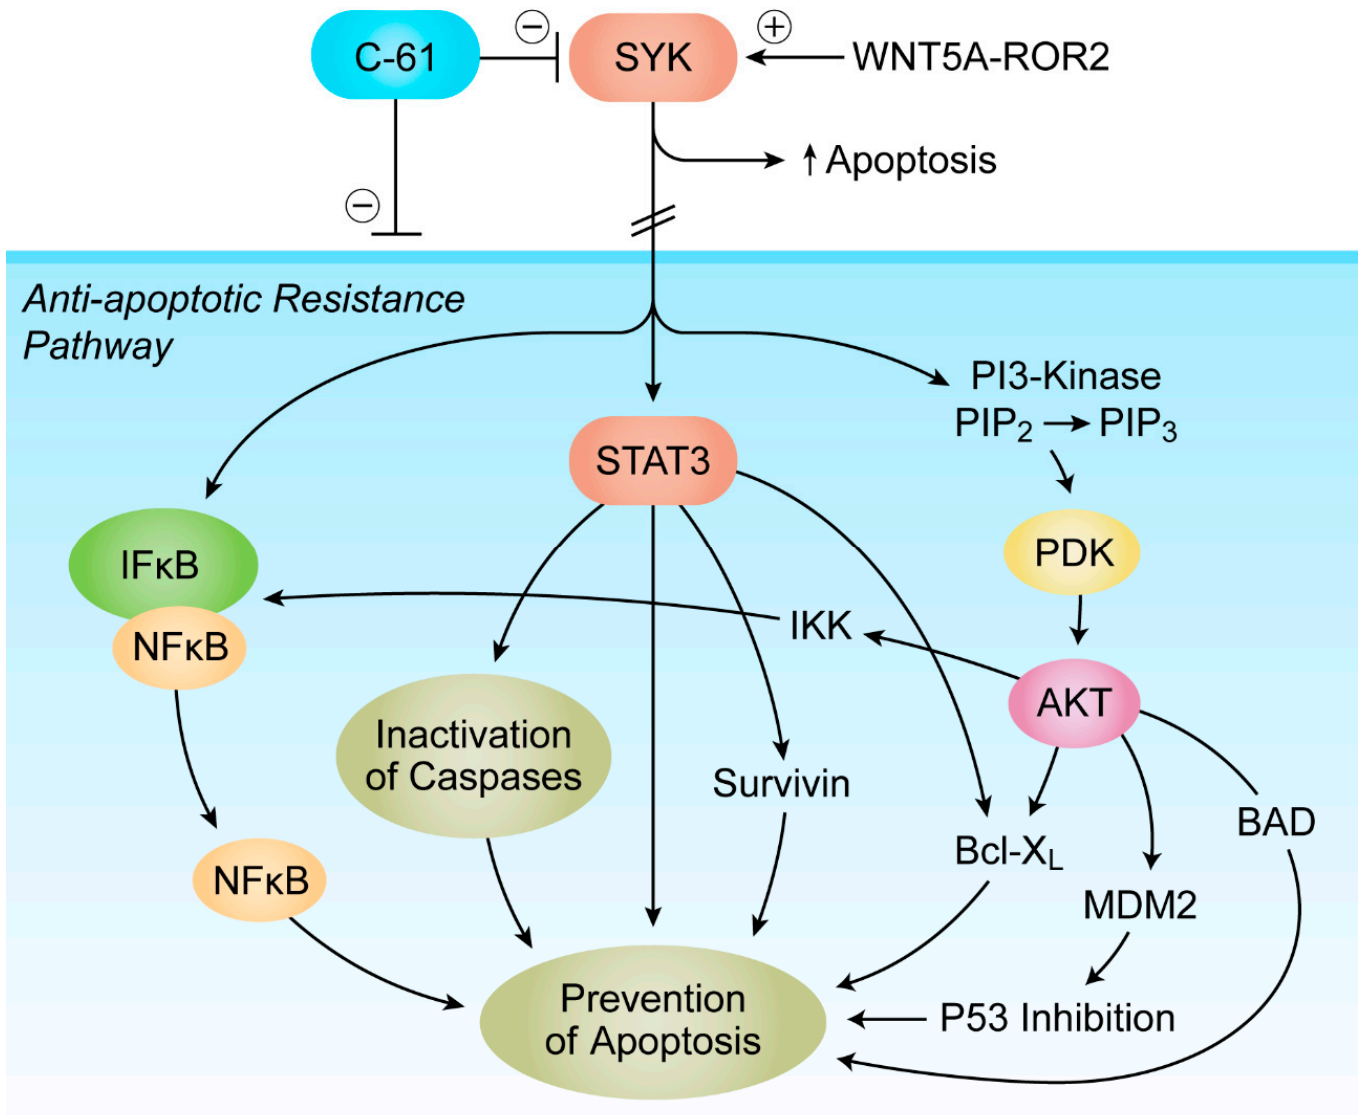 C-61
⊖
SYK
⊕
WNT5A-ROR2
↑ Apoptosis
⊖
Anti-apoptotic Resistance
Pathway
PI3-Kinase
PIP₂ → PIP₃
STAT3
PDK
IFκB
NFκB
IKK
AKT
Inactivation
of Caspases
Survivin
BAD
Bcl-X_L
NFκB
MDM2
Prevention
of Apoptosis
P53 Inhibition